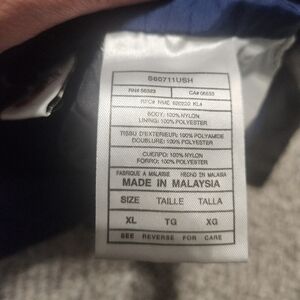 S60711USH
RN# 56323 CA# 05553
RFC# NME 920220 KL4
BODY: 100% NYLON
LINING: 100% POLYESTER
TISSU D'EXTERIEUR: 100% POLYAMIDE
DOUBLURE: 100% POLYESTER
CUERPO: 100% NYLON
FORRO: 100% POLYESTER
FABRIQUE A MALAISIE HECHO EN MALASIA
MADE IN MALAYSIA
SIZE TAILLE TALLA
XL TG XG
SEE REVERSE FOR CARE